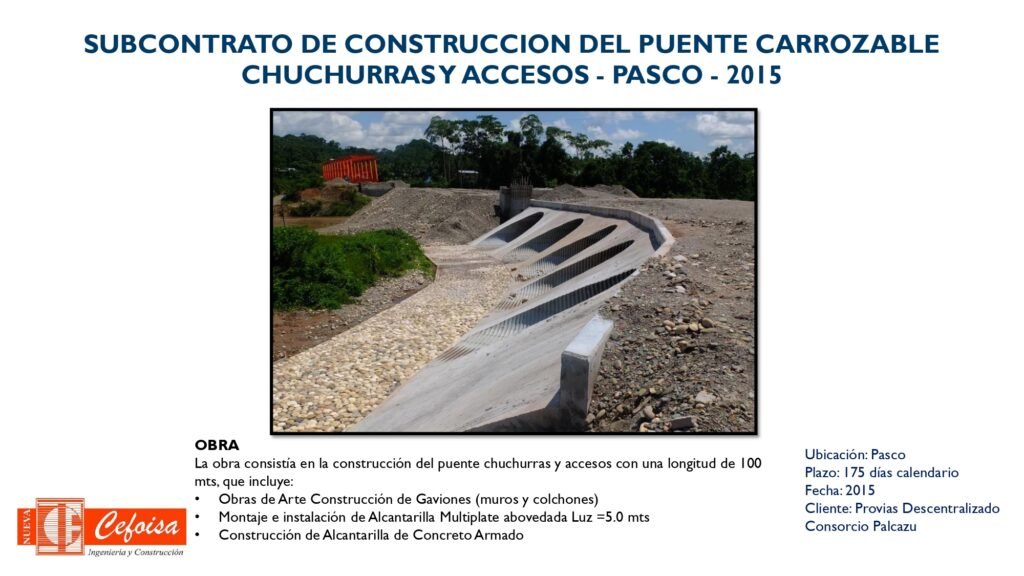 SUBCONTRATO DE CONSTRUCCION DEL PUENTE CARROZABLE
CHUCHURRAS Y ACCESOS - PASCO - 2015
OBRA
La obra consistía en la construcción del puente chuchurras y accesos con una longitud de 100
mts, que incluye:
• Obras de Arte Construcción de Gaviones (muros y colchones)
• Montaje e instalación de Alcantarilla Multiplate abovedada Luz =5.0 mts
• Construcción de Alcantarilla de Concreto Armado
Ubicación: Pasco
Plazo: 175 días calendario
Fecha: 2015
Cliente: Provias Descentralizado
Consorcio Palcazu
NUEVA
Cefoisa
Ingeniería y Construcción